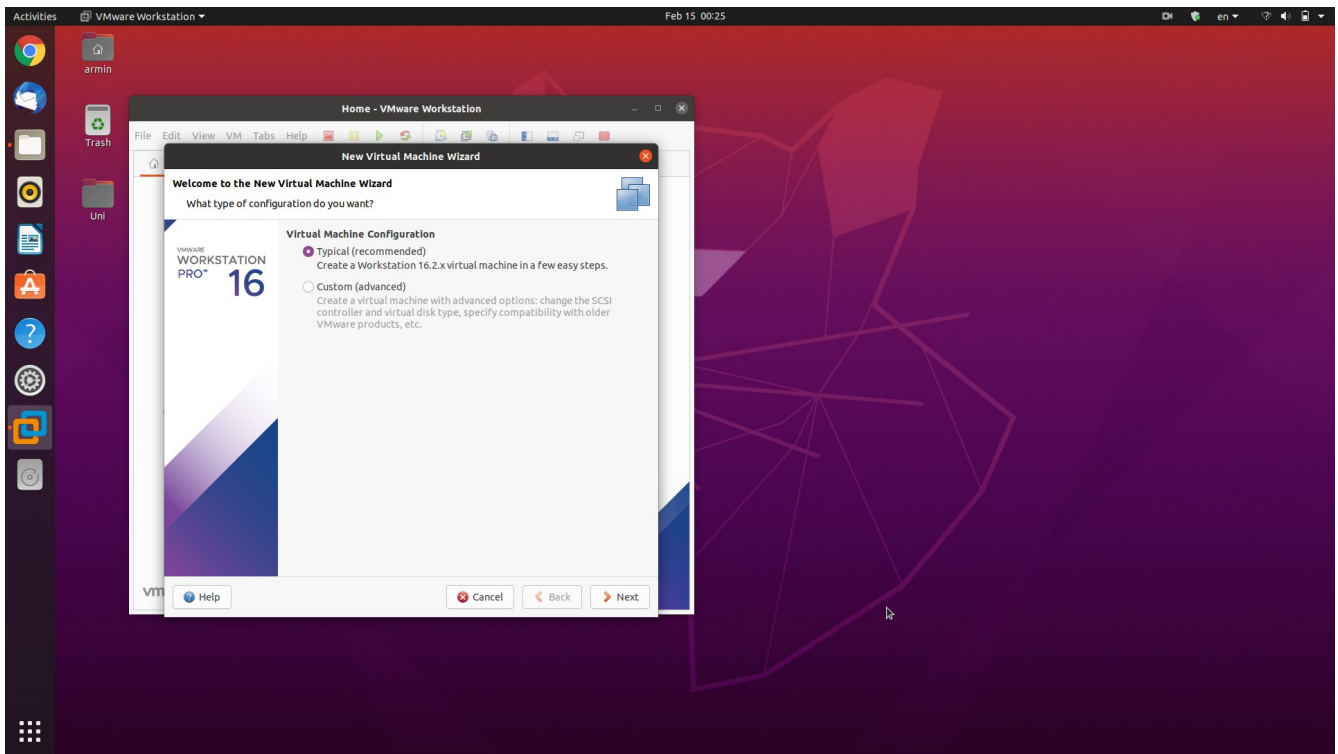 Activities
VMware Workstation
Feb 15 00:25
en
armin
Trash
Uni
Home - VMware Workstation
File Edit View VM Tabs Help
New Virtual Machine Wizard
Welcome to the New Virtual Machine Wizard
What type of configuration do you want?
VMWARE
WORKSTATION
PRO™ 16
Virtual Machine Configuration
Typical (recommended)
Create a Workstation 16.2.x virtual machine in a few easy steps.
Custom (advanced)
Create a virtual machine with advanced options: change the SCSI
controller and virtual disk type, specify compatibility with older
VMware products, etc.
vm
Help
Cancel
Back
Next